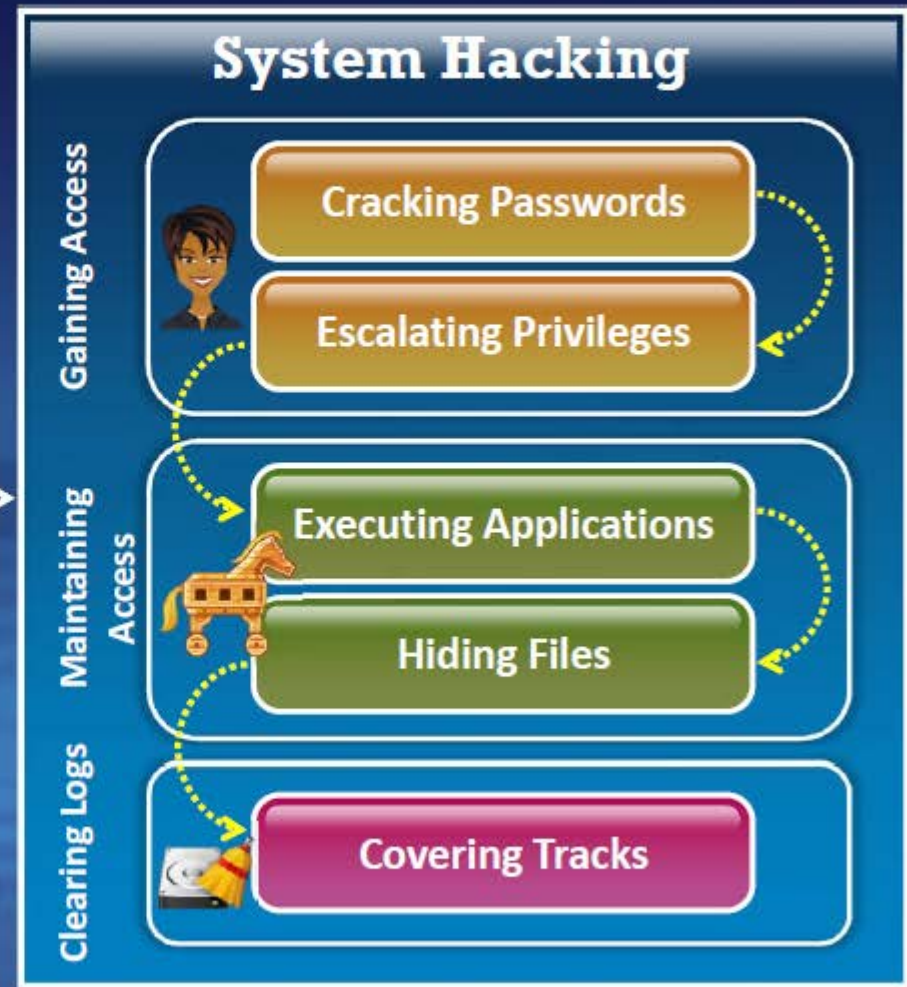 System Hacking
Gaining Access
Cracking Passwords
Escalating Privileges
Maintaining
Access
Executing Applications
Hiding Files
Clearing Logs
Covering Tracks